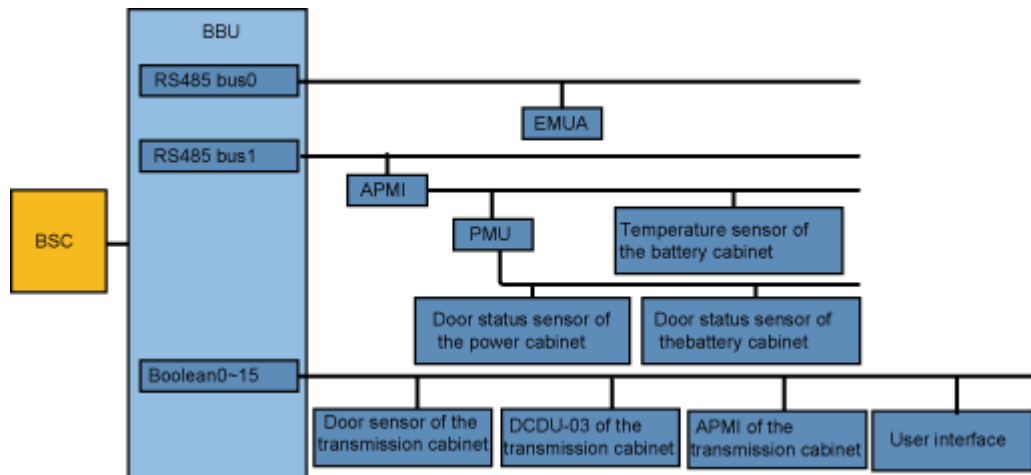 BBU
RS485 bus0
EMUA
RS485 bus1
APMI
BSC
PMU
Temperature sensor of
the battery cabinet
Door status sensor of
the power cabinet
Door status sensor of
thebattery cabinet
Boolean0~15
Door sensor of the
transmission cabinet
DCDU-03 of the
transmission cabinet
APMI of the
transmission cabinet
User interface